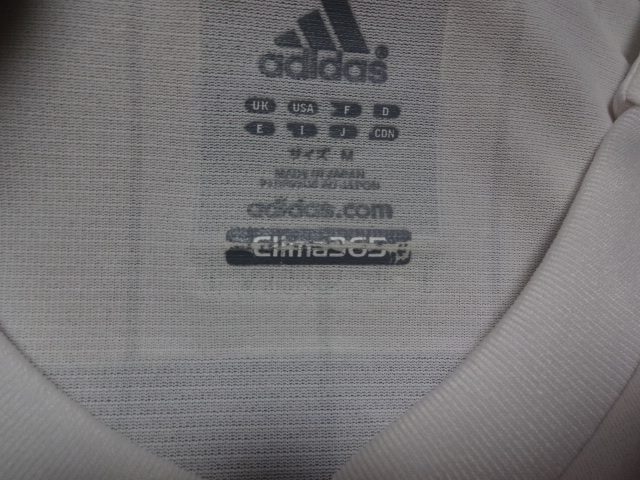 adidas
UK USA F D
E I J CDN
サイズ M
MADE IN JAPAN
FABRIQUE AU JAPON
adidas.com
Clima365